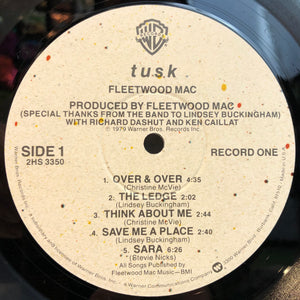 WB
tusk
FLEETWOOD MAC
PRODUCED BY FLEETWOOD MAC
(SPECIAL THANKS FROM THE BAND TO LINDSEY BUCKINGHAM)
WITH RICHARD DASHUT AND KEN CAILLAT
© 1979 Warner Bros. Records Inc.
SIDE 1
2HS 3350
RECORD ONE
1. OVER & OVER 4:35
(Christine McVie)
2. THE LEDGE 2:02
(Lindsey Buckingham)
3. THINK ABOUT ME 2:44
(Christine McVie)
4. SAVE ME A PLACE 2:40
(Lindsey Buckingham)
5. SARA 6:26
(Stevie Nicks)
All Songs Published by
Fleetwood Mac Music—BMI